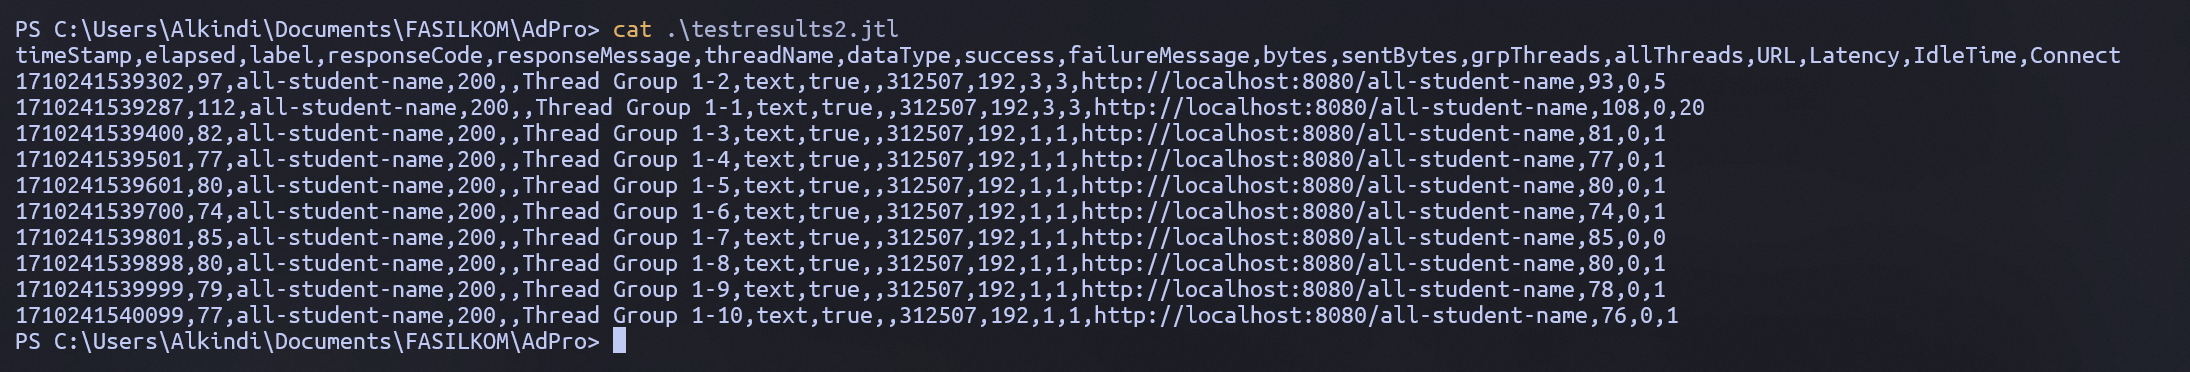 PS C:\Users\Alkindi\Documents\FASILKOM\AdPro> cat .\testresults2.jtl
timeStamp,elapsed,label,responseCode,responseMessage,threadName,dataType,success,failureMessage,bytes,sentBytes,grpThreads,allThreads,URL,Latency,IdleTime,Connect
1710241539302,97,all-student-name,200,,Thread Group 1-2,text,true,,312507,192,3,3,http://localhost:8080/all-student-name,93,0,5
1710241539287,112,all-student-name,200,,Thread Group 1-1,text,true,,312507,192,3,3,http://localhost:8080/all-student-name,108,0,20
1710241539400,82,all-student-name,200,,Thread Group 1-3,text,true,,312507,192,1,1,http://localhost:8080/all-student-name,81,0,1
1710241539501,77,all-student-name,200,,Thread Group 1-4,text,true,,312507,192,1,1,http://localhost:8080/all-student-name,77,0,1
1710241539601,80,all-student-name,200,,Thread Group 1-5,text,true,,312507,192,1,1,http://localhost:8080/all-student-name,80,0,1
1710241539700,74,all-student-name,200,,Thread Group 1-6,text,true,,312507,192,1,1,http://localhost:8080/all-student-name,74,0,1
1710241539801,85,all-student-name,200,,Thread Group 1-7,text,true,,312507,192,1,1,http://localhost:8080/all-student-name,85,0,0
1710241539898,80,all-student-name,200,,Thread Group 1-8,text,true,,312507,192,1,1,http://localhost:8080/all-student-name,80,0,1
1710241539999,79,all-student-name,200,,Thread Group 1-9,text,true,,312507,192,1,1,http://localhost:8080/all-student-name,78,0,1
1710241540099,77,all-student-name,200,,Thread Group 1-10,text,true,,312507,192,1,1,http://localhost:8080/all-student-name,76,0,1
PS C:\Users\Alkindi\Documents\FASILKOM\AdPro>